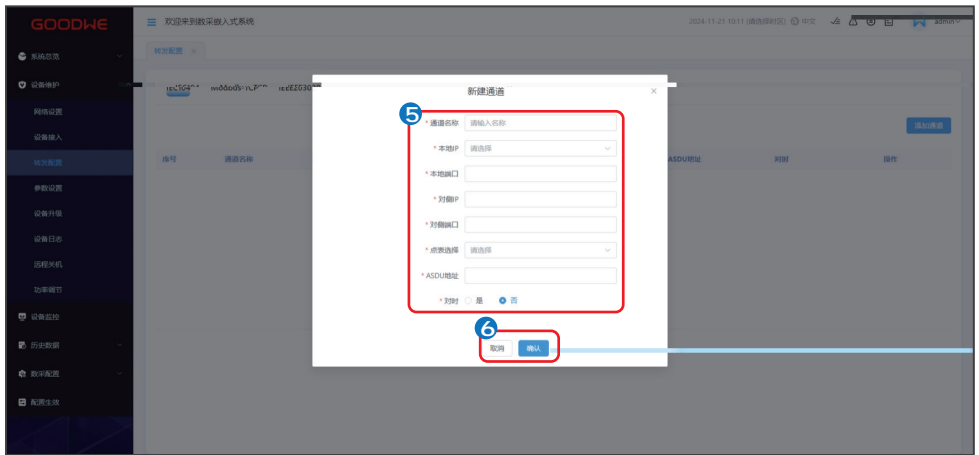 GOODWE
欢迎来到数采嵌入式系统
2024-11-21 10:11 (请选择时区) 中文
admin
系统总览
转发配置 ×
设备维护
IEC104
新建通道
网络设置
设备接入
转发配置
参数设置
设备升级
设备日志
远程关机
功率调节
设备监控
历史数据
数采配置
配置生效
添加通道
序号
通道名称
ASDU地址
对时
操作
5
* 通道名称 请输入名称
* 本地IP 请选择
* 本地端口
* 对侧IP
* 对侧端口
* 点表选择 请选择
* ASDU地址
* 对时 是 否
6
取消 确认